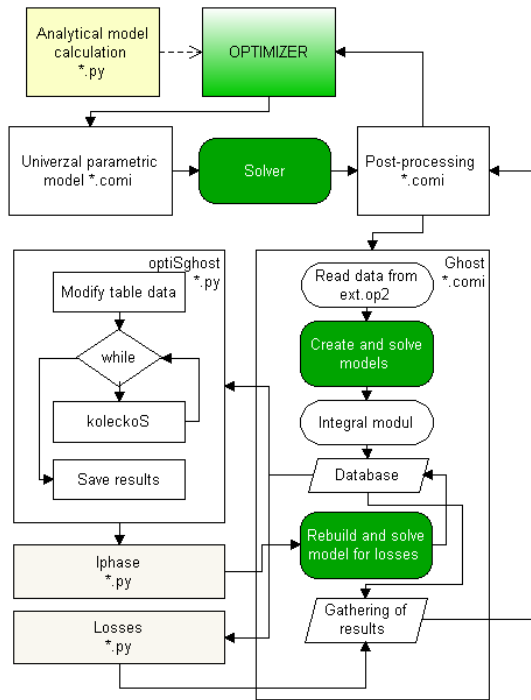 Analytical model
calculation
*.py
OPTIMIZER
Univerzal parametric
model *.comi
Solver
Post-processing
*.comi
optiSghost
*.py
Modify table data
while
koleckoS
Save results
Ghost
*.comi
Read data from
ext.op2
Create and solve
models
Integral modul
Database
Rebuild and solve
model for losses
Gathering of
results
Iphase
*.py
Losses
*.py